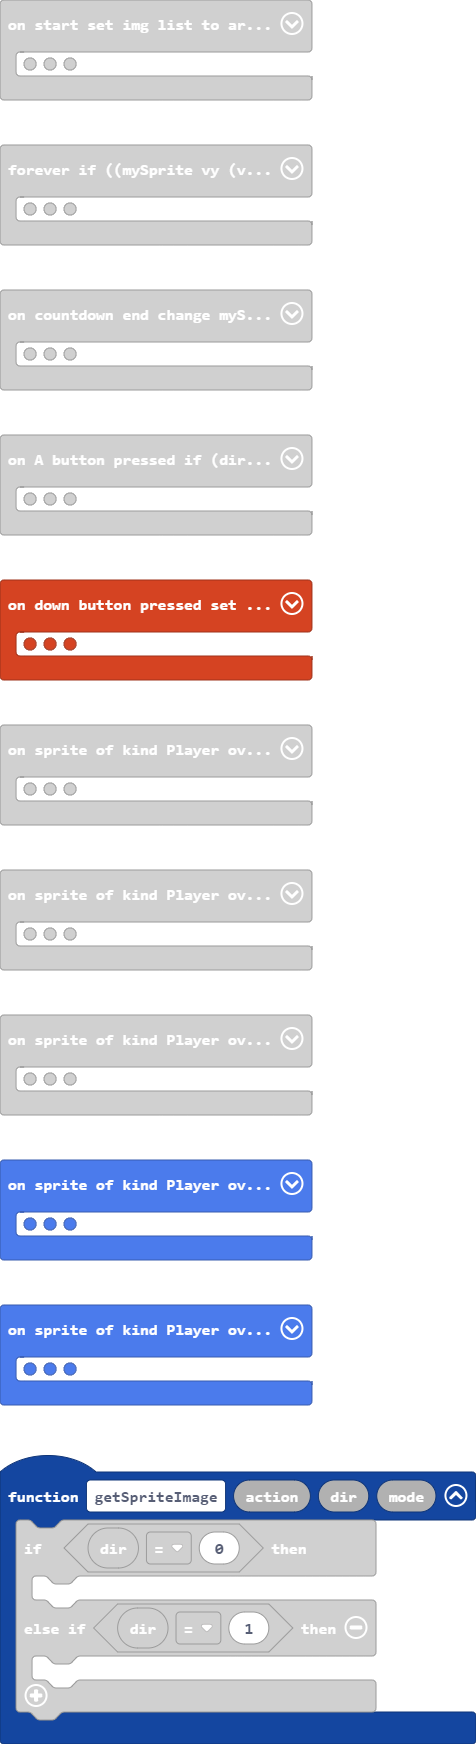 on start set img list to ar...
forever if ((mySprite vy (v...
on countdown end change myS...
on A button pressed if (dir...
on down button pressed set ...
on sprite of kind Player ov...
on sprite of kind Player ov...
on sprite of kind Player ov...
on sprite of kind Player ov...
on sprite of kind Player ov...
function getSpriteImage action dir mode
if dir = 0 then
else if dir = 1 then